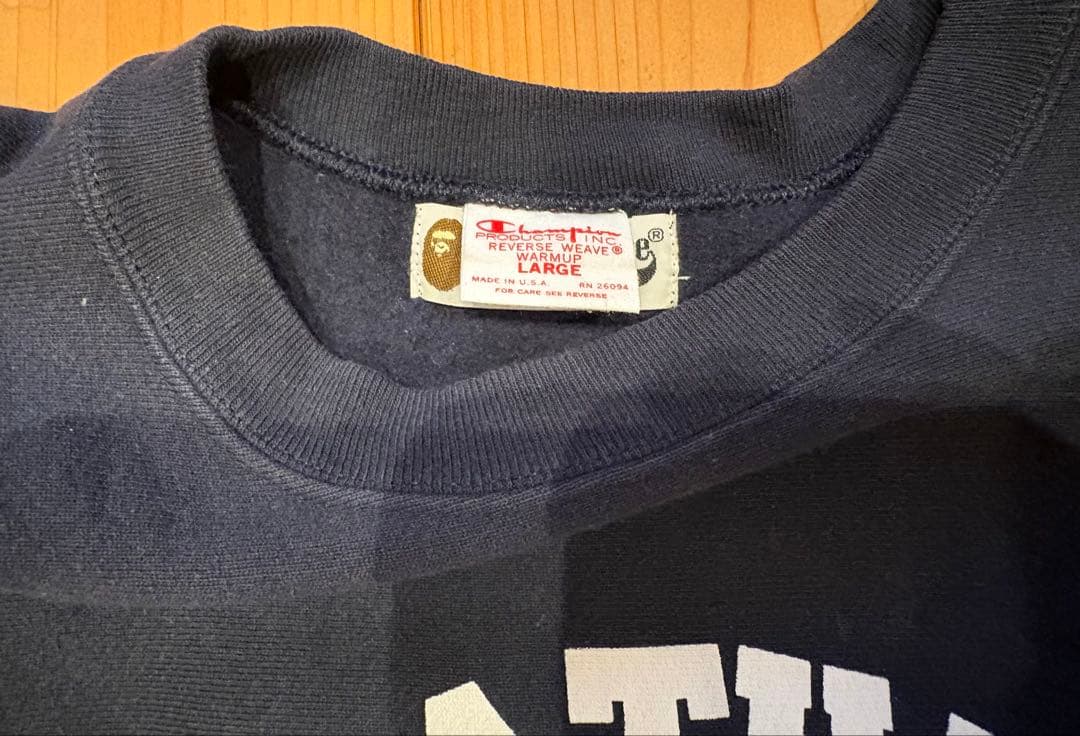 Champion
PRODUCTS INC.
REVERSE WEAVE®
WARMUP
LARGE
MADE IN U.S.A. RN 26094
FOR CARE SEE REVERSE
e®